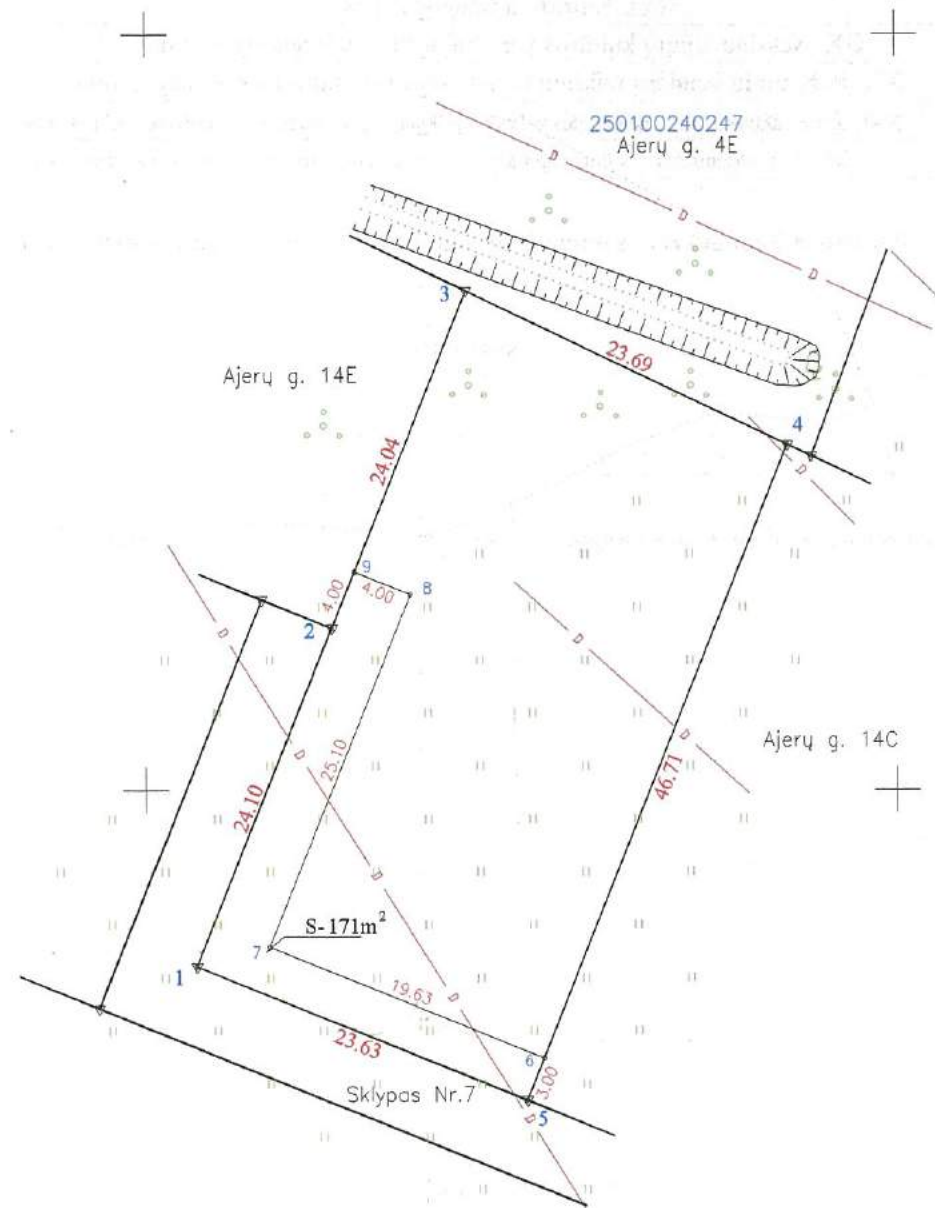 250100240247
Ajerų g. 4E
D
D
D
3
23.69
Ajerų g. 14E
4
24.04
D
9
4.00
4.00
8
2
D
D
Ajerų g. 14C
D
D
25.10
46.71
24.10
D
S-171m²
7
1
19.63
D
23.63
6
3.00
Sklypas Nr.7
5
D